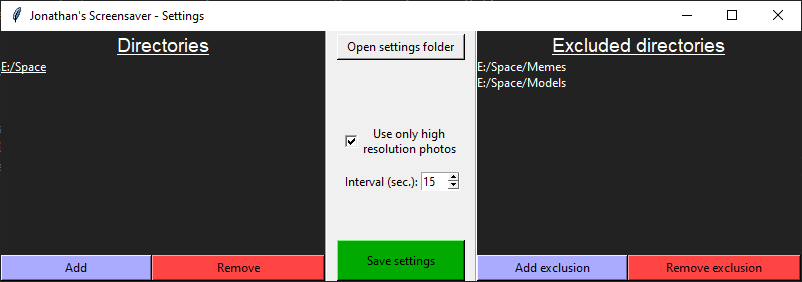 Jonathan's Screensaver - Settings
Directories
E:/Space
Add
Remove
Open settings folder
Use only high
resolution photos
Interval (sec.): 15
Save settings
Excluded directories
E:/Space/Memes
E:/Space/Models
Add exclusion
Remove exclusion